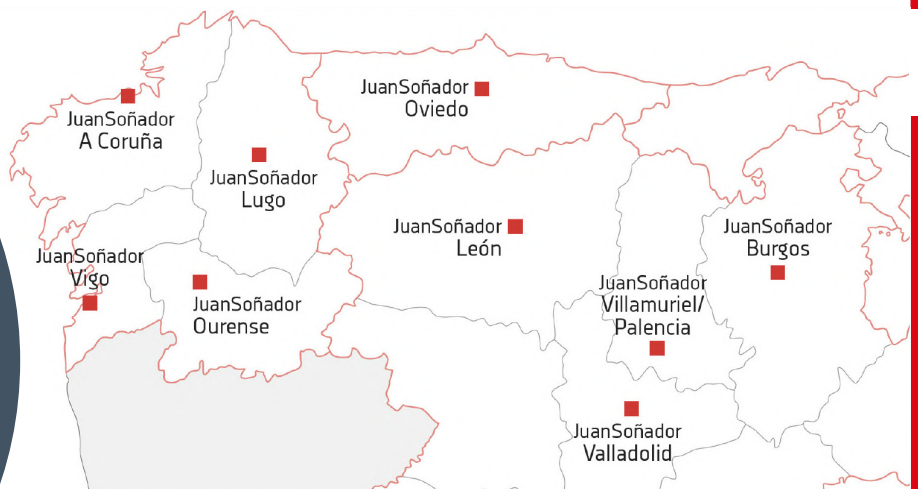 JuanSoñador
Oviedo
JuanSoñador
A Coruña
JuanSoñador
Lugo
JuanSoñador
León
JuanSoñador
Burgos
JuanSoñador
Vigo
JuanSoñador
Ourense
JuanSoñador
Villamuriel/
Palencia
JuanSoñador
Valladolid